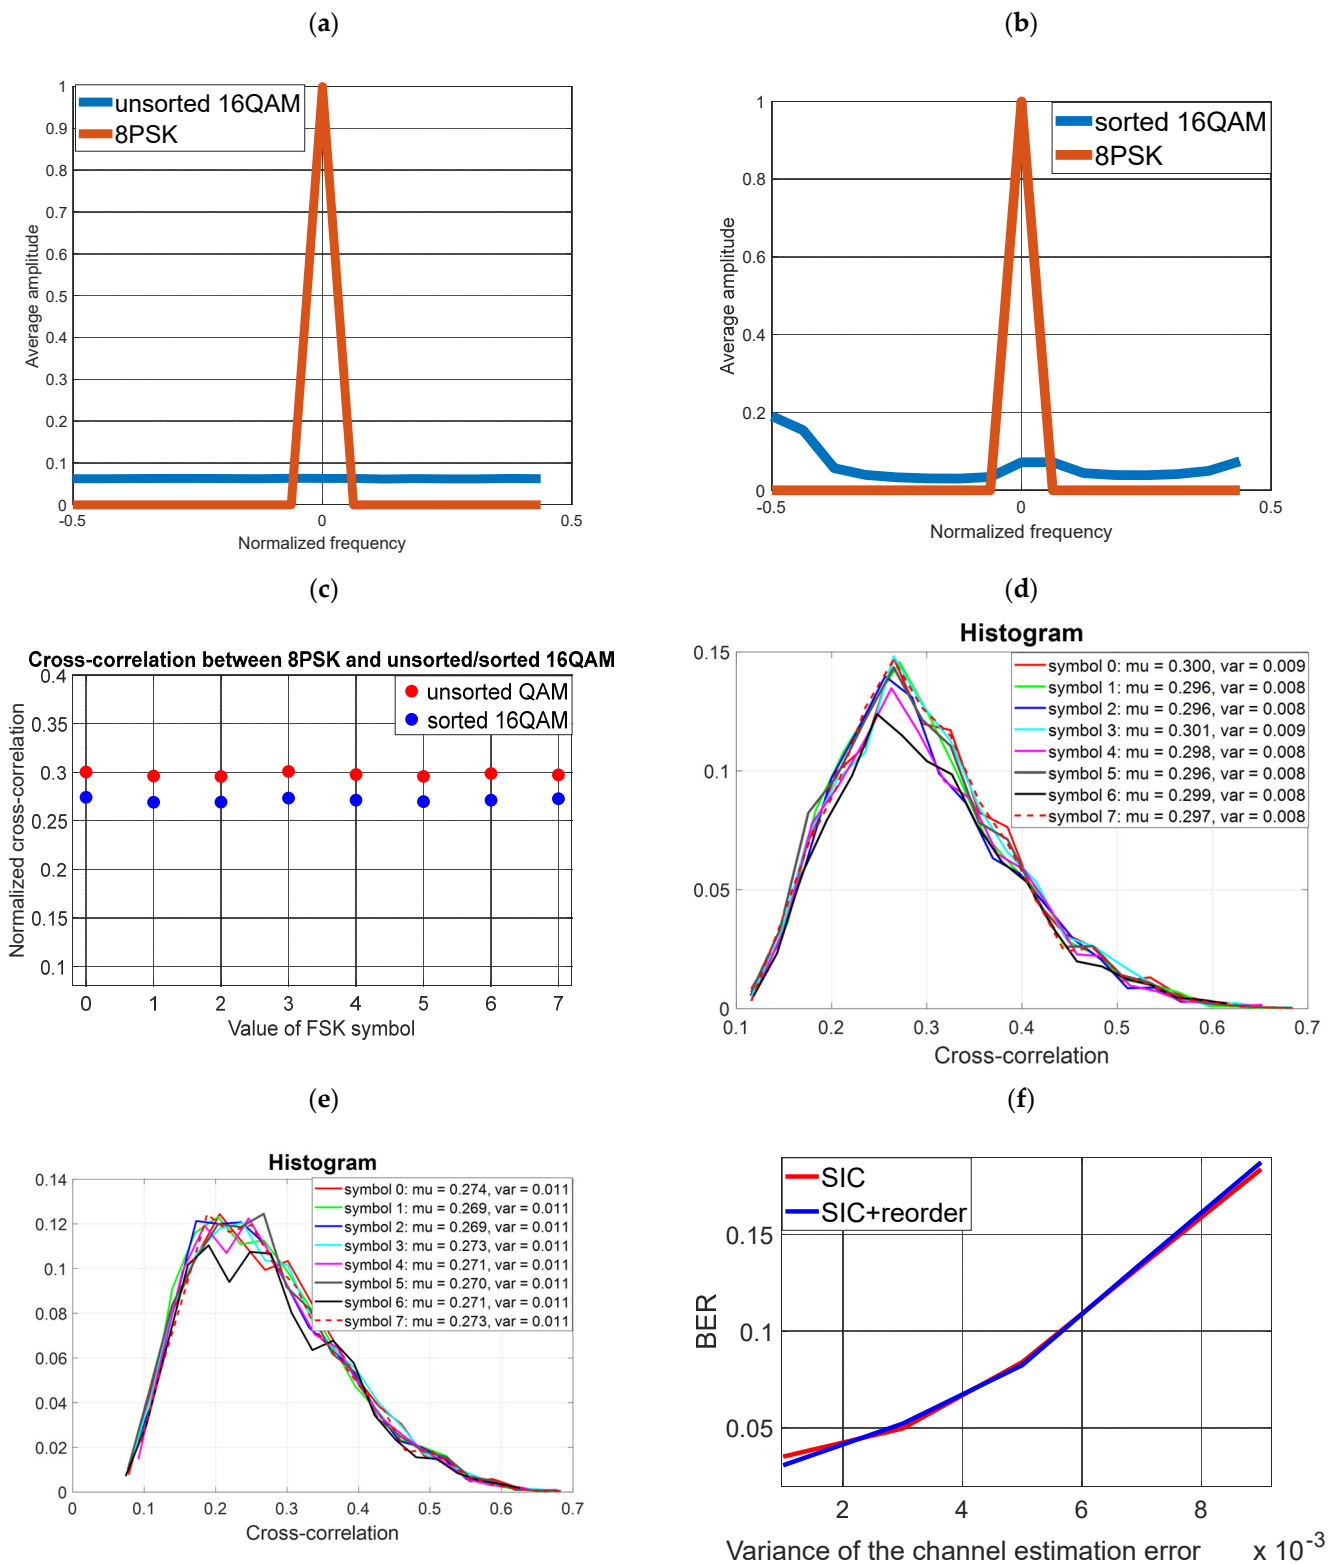 (a)
unsorted 16QAM
8PSK
1
0.9
0.8
0.7
0.6
0.5
0.4
0.3
0.2
0.1
0
-0.5
0
0.5
Average amplitude
Normalized frequency
(b)
sorted 16QAM
8PSK
1
0.8
0.6
0.4
0.2
0
-0.5
0
0.5
Average amplitude
Normalized frequency
(c)
Cross-correlation between 8PSK and unsorted/sorted 16QAM
unsorted QAM
sorted 16QAM
0.4
0.35
0.3
0.25
0.2
0.15
0.1
0 1 2 3 4 5 6 7
Normalized cross-correlation
Value of FSK symbol
(d)
Histogram
symbol 0: mu = 0.300, var = 0.009
symbol 1: mu = 0.296, var = 0.008
symbol 2: mu = 0.296, var = 0.008
symbol 3: mu = 0.301, var = 0.009
symbol 4: mu = 0.298, var = 0.008
symbol 5: mu = 0.296, var = 0.008
symbol 6: mu = 0.299, var = 0.008
symbol 7: mu = 0.297, var = 0.008
0.15
0.1
0.05
0
0.1 0.2 0.3 0.4 0.5 0.6 0.7
Cross-correlation
(e)
Histogram
symbol 0: mu = 0.274, var = 0.011
symbol 1: mu = 0.269, var = 0.011
symbol 2: mu = 0.269, var = 0.011
symbol 3: mu = 0.273, var = 0.011
symbol 4: mu = 0.271, var = 0.011
symbol 5: mu = 0.270, var = 0.011
symbol 6: mu = 0.271, var = 0.011
symbol 7: mu = 0.273, var = 0.011
0.14
0.12
0.1
0.08
0.06
0.04
0.02
0
0 0.1 0.2 0.3 0.4 0.5 0.6 0.7
Cross-correlation
(f)
SIC
SIC+reorder
0.15
0.1
0.05
BER
2 4 6 8
Variance of the channel estimation error x 10-3